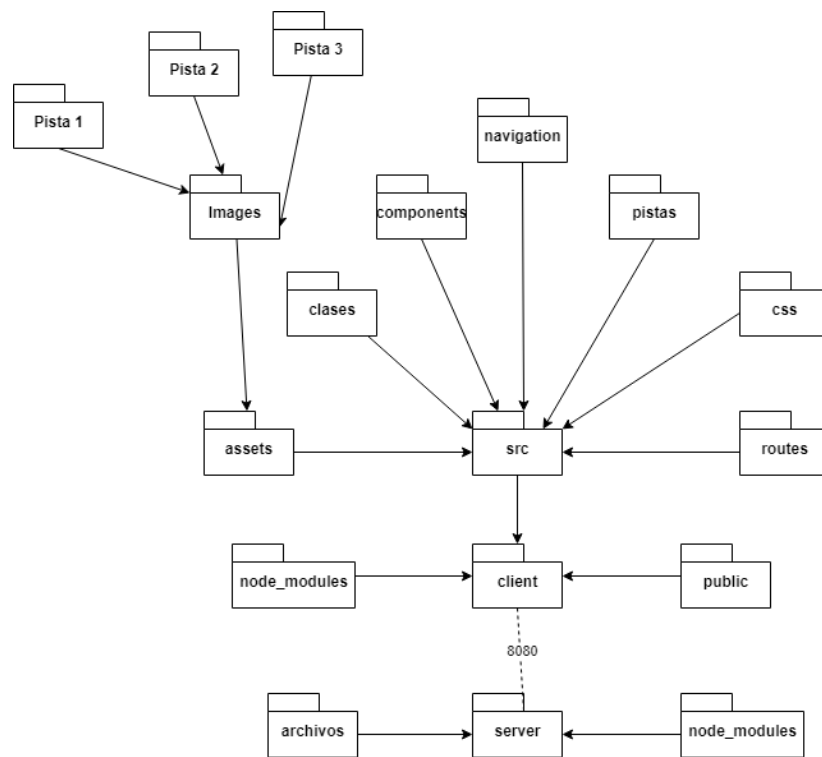 Pista 3
Pista 2
Pista 1
navigation
Images
components
pistas
clases
css
assets
src
routes
node_modules
client
public
8080
archivos
server
node_modules